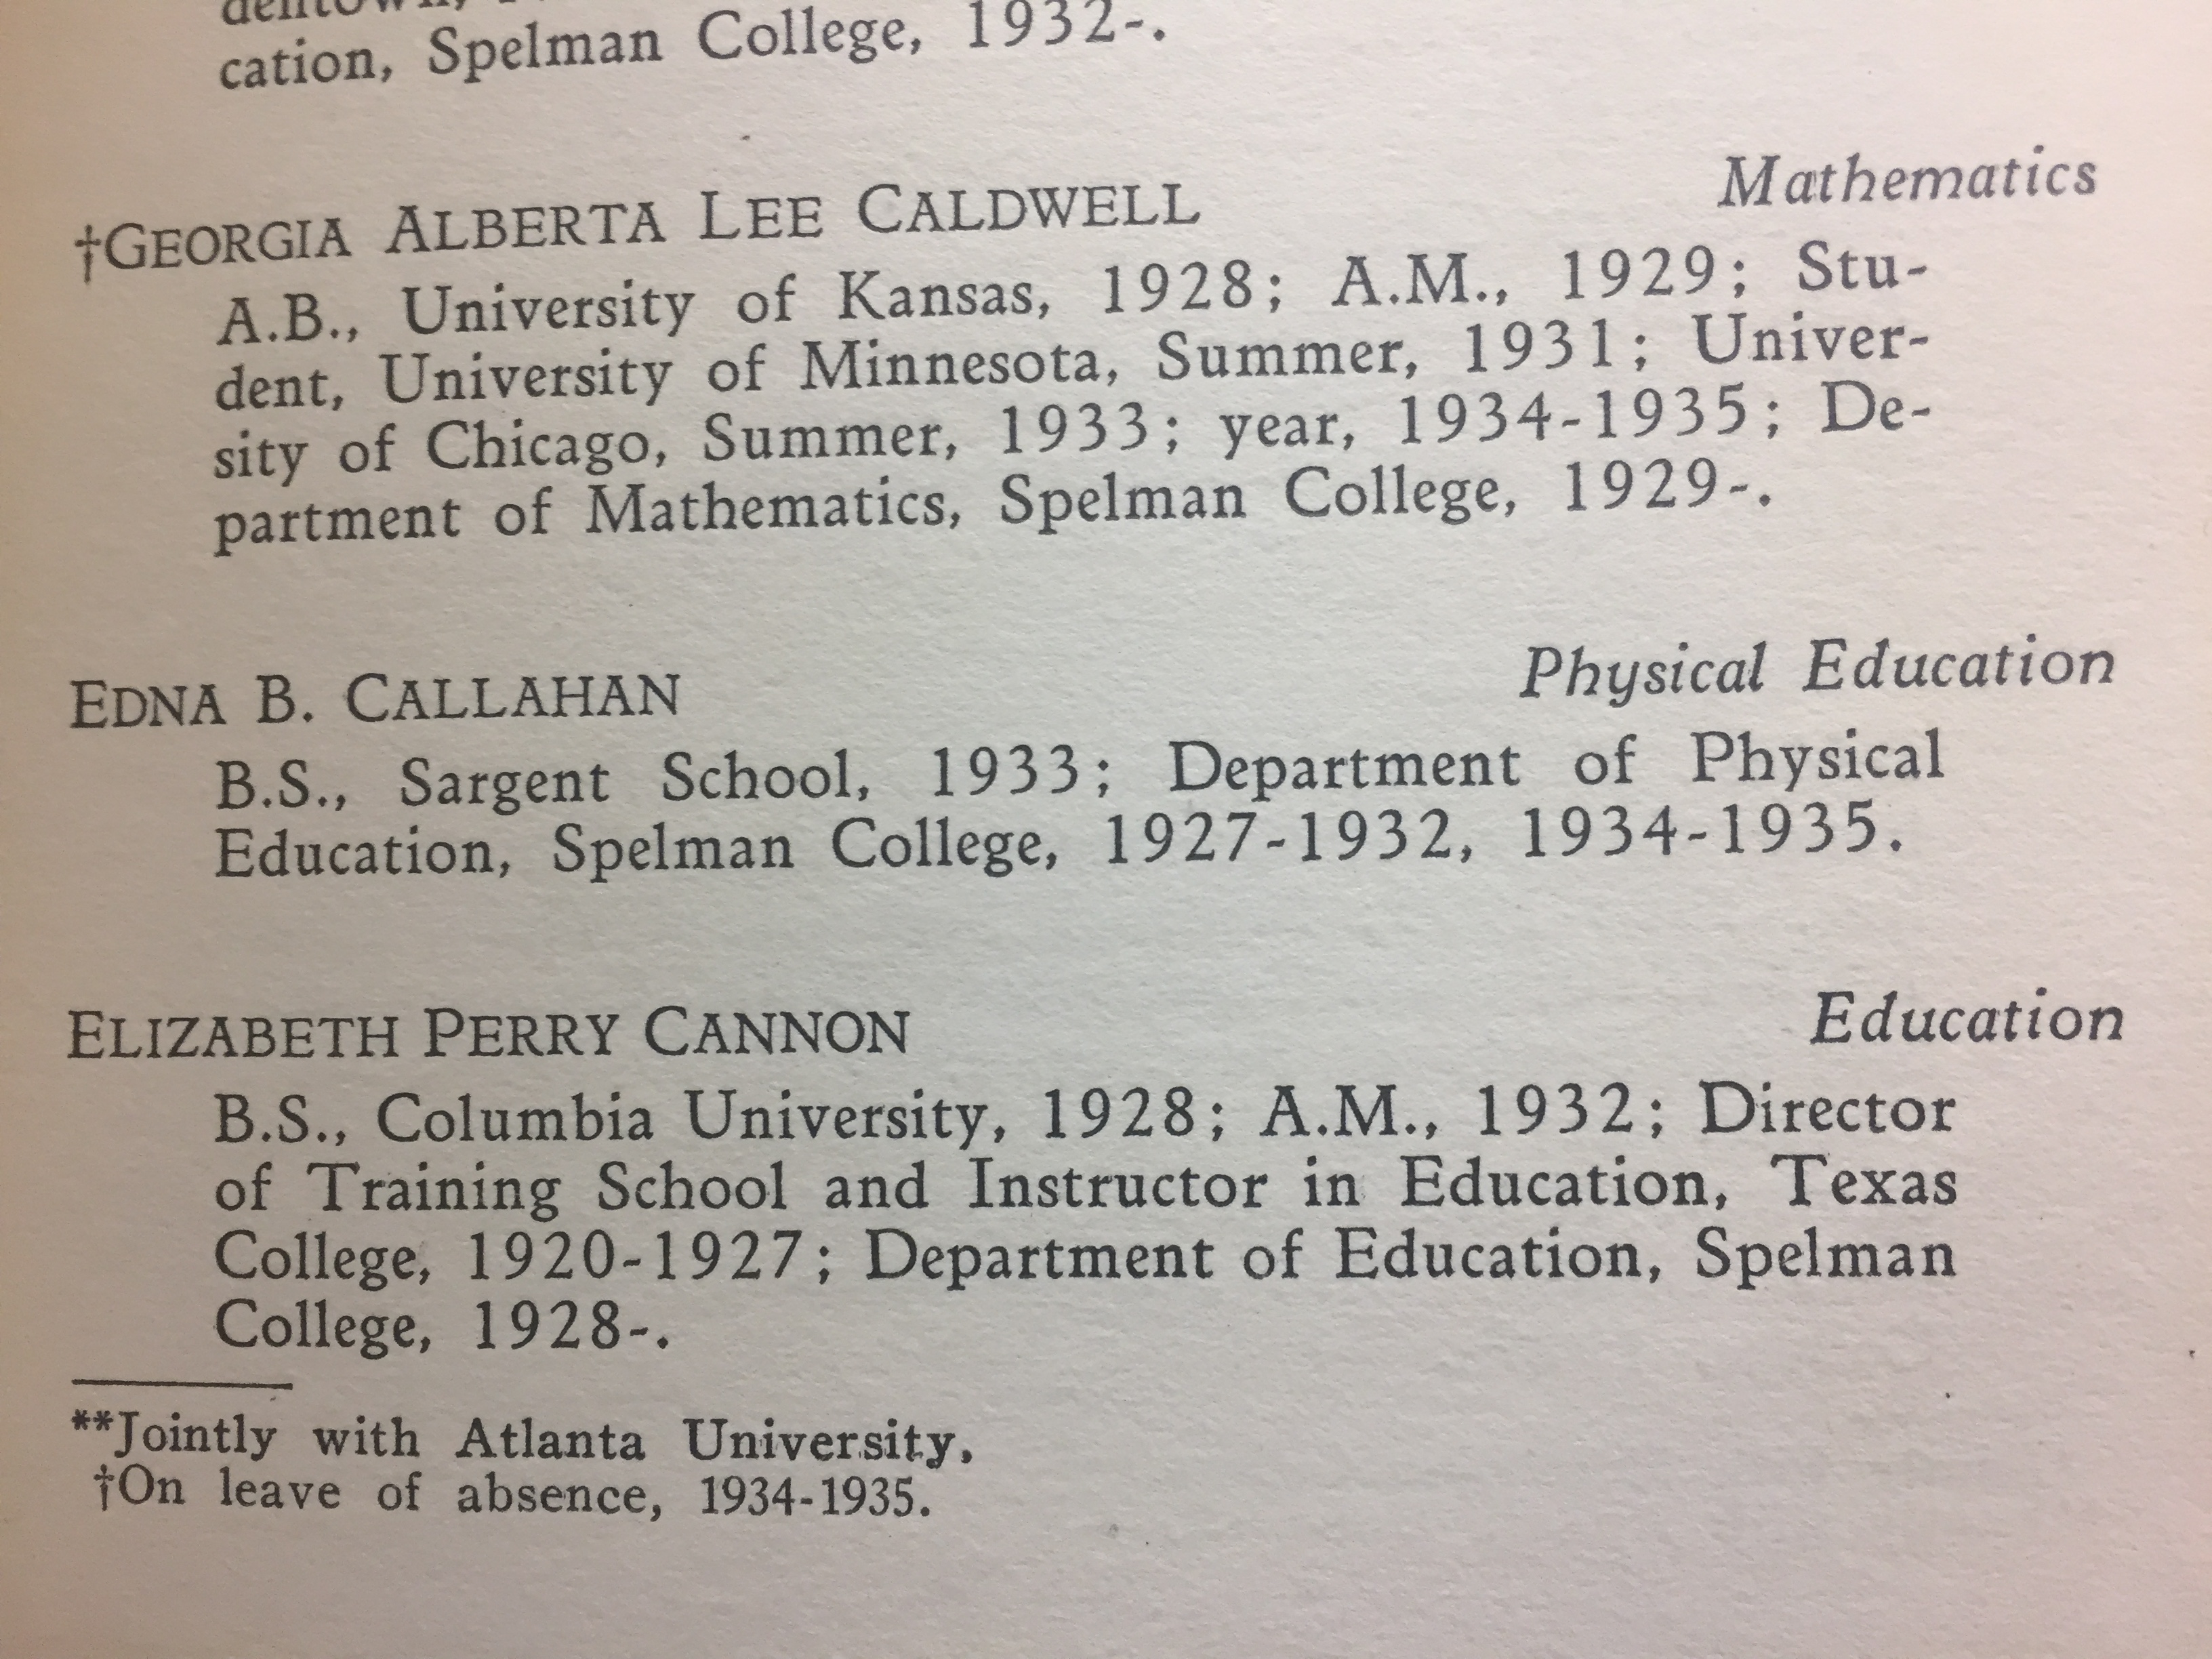 cation, Spelman College, 1932-.
†GEORGIA ALBERTA LEE CALDWELL Mathematics
A.B., University of Kansas, 1928; A.M., 1929; Stu-
dent, University of Minnesota, Summer, 1931; Univer-
sity of Chicago, Summer, 1933; year, 1934-1935; De-
partment of Mathematics, Spelman College, 1929-.
EDNA B. CALLAHAN Physical Education
B.S., Sargent School, 1933; Department of Physical
Education, Spelman College, 1927-1932, 1934-1935.
ELIZABETH PERRY CANNON Education
B.S., Columbia University, 1928; A.M., 1932; Director
of Training School and Instructor in Education, Texas
College, 1920-1927; Department of Education, Spelman
College, 1928-.
**Jointly with Atlanta University.
†On leave of absence, 1934-1935.